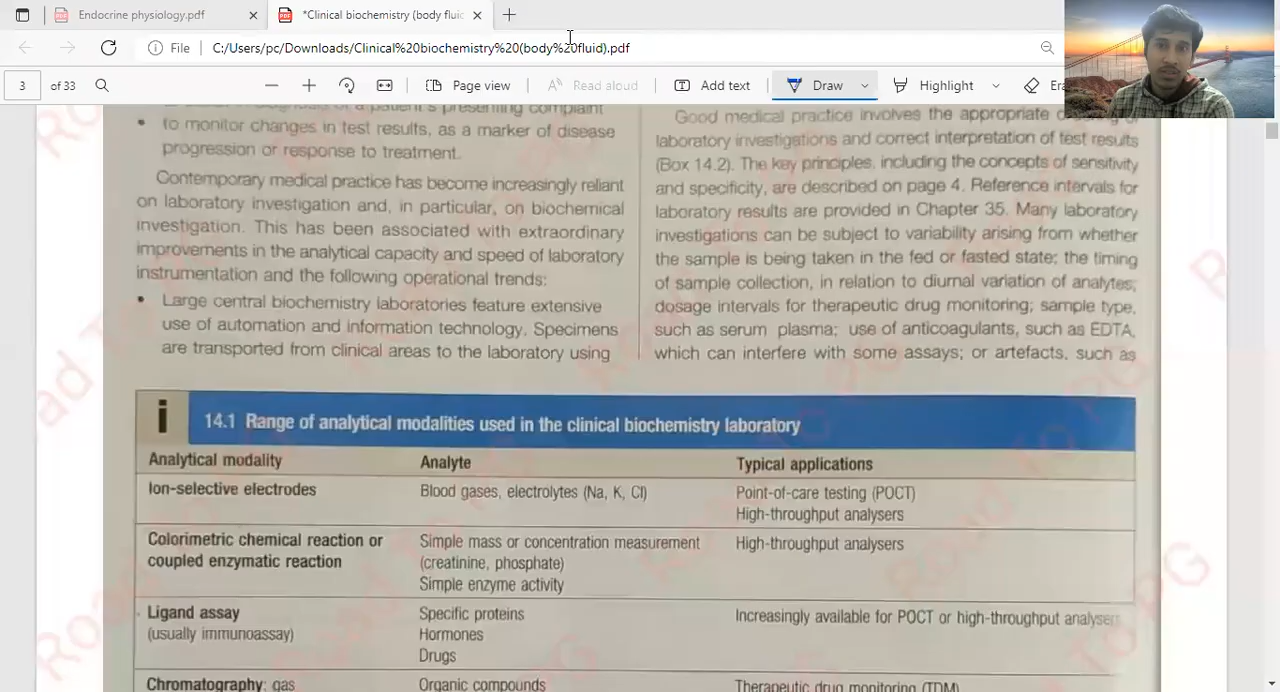 Endocrine physiology.pdf
*Clinical biochemistry (body fluid
File
C:/Users/pc/Downloads/Clinical%20biochemistry%20(body%20fluid).pdf
3 of 33
Page view
Read aloud
Add text
Draw
Highlight
of a patient's presenting complaint
• to monitor changes in test results, as a marker of disease
progression or response to treatment.
Contemporary medical practice has become increasingly reliant
on laboratory investigation and, in particular, on biochemical
investigation. This has been associated with extraordinary
improvements in the analytical capacity and speed of laboratory
instrumentation and the following operational trends:
• Large central biochemistry laboratories feature extensive
use of automation and information technology. Specimens
are transported from clinical areas to the laboratory using
Good medical practice involves the appropriate
laboratory investigations and correct interpretation of test results
(Box 14.2). The key principles, including the concepts of sensitivity
and specificity, are described on page 4. Reference intervals for
laboratory results are provided in Chapter 35. Many laboratory
investigations can be subject to variability arising from whether
the sample is being taken in the fed or fasted state; the timing
of sample collection, in relation to diurnal variation of analytes;
dosage intervals for therapeutic drug monitoring; sample type,
such as serum plasma; use of anticoagulants, such as EDTA,
which can interfere with some assays; or artefacts, such as
i
14.1 Range of analytical modalities used in the clinical biochemistry laboratory
Analytical modality Analyte Typical applications
Ion-selective electrodes Blood gases, electrolytes (Na, K, Cl) Point-of-care testing (POCT)
High-throughput analysers
Colorimetric chemical reaction or Simple mass or concentration measurement High-throughput analysers
coupled enzymatic reaction (creatinine, phosphate)
Simple enzyme activity
Ligand assay Specific proteins Increasingly available for POCT or high-throughput analysers
(usually immunoassay) Hormones
Drugs
Chromatography: gas Organic compounds Therapeutic drug monitoring (TDM)
Road To PG